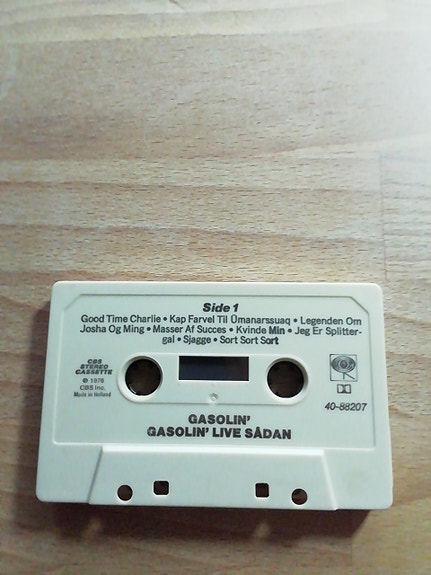 Side 1
Good Time Charlie • Kap Farvel Til Ümanarssuaq • Legenden Om
Josha Og Ming • Masser Af Succes • Kvinde Min • Jeg Er Splitter-
gal • Sjagge • Sort Sort Sort
CBS
STEREO
CASSETTE
℗ 1978
CBS Inc.
Made in Holland
40-88207
GASOLIN'
GASOLIN' LIVE SÅDAN